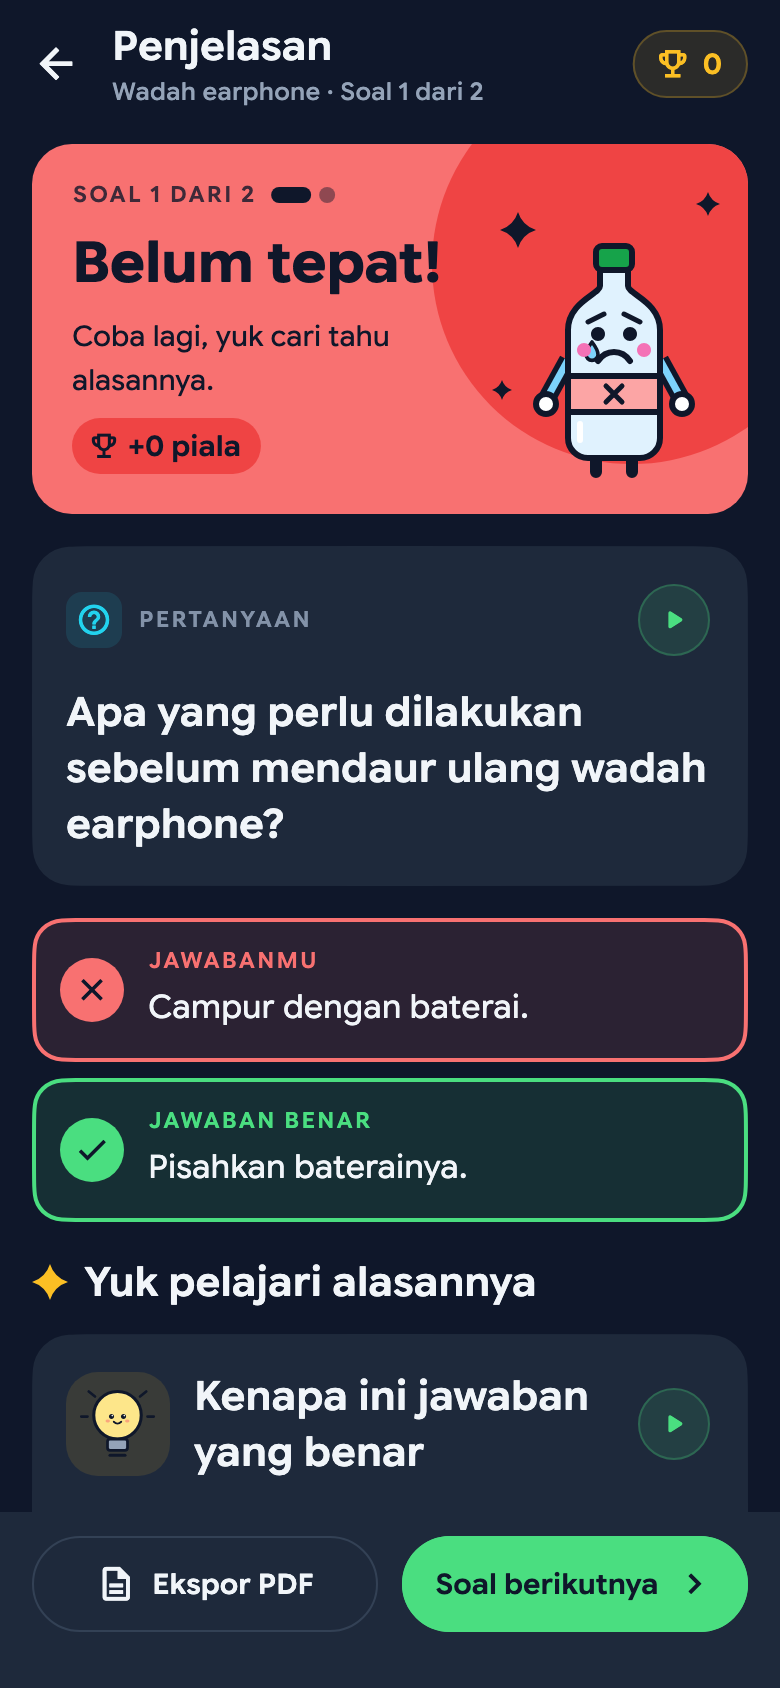 Penjelasan
Wadah earphone · Soal 1 dari 2
0
SOAL 1 DARI 2
Belum tepat!
Coba lagi, yuk cari tahu
alasannya.
+0 piala
PERTANYAAN
Apa yang perlu dilakukan
sebelum mendaur ulang wadah
earphone?
JAWABANMU
Campur dengan baterai.
JAWABAN BENAR
Pisahkan baterainya.
Yuk pelajari alasannya
Kenapa ini jawaban
yang benar
Ekspor PDF
Soal berikutnya